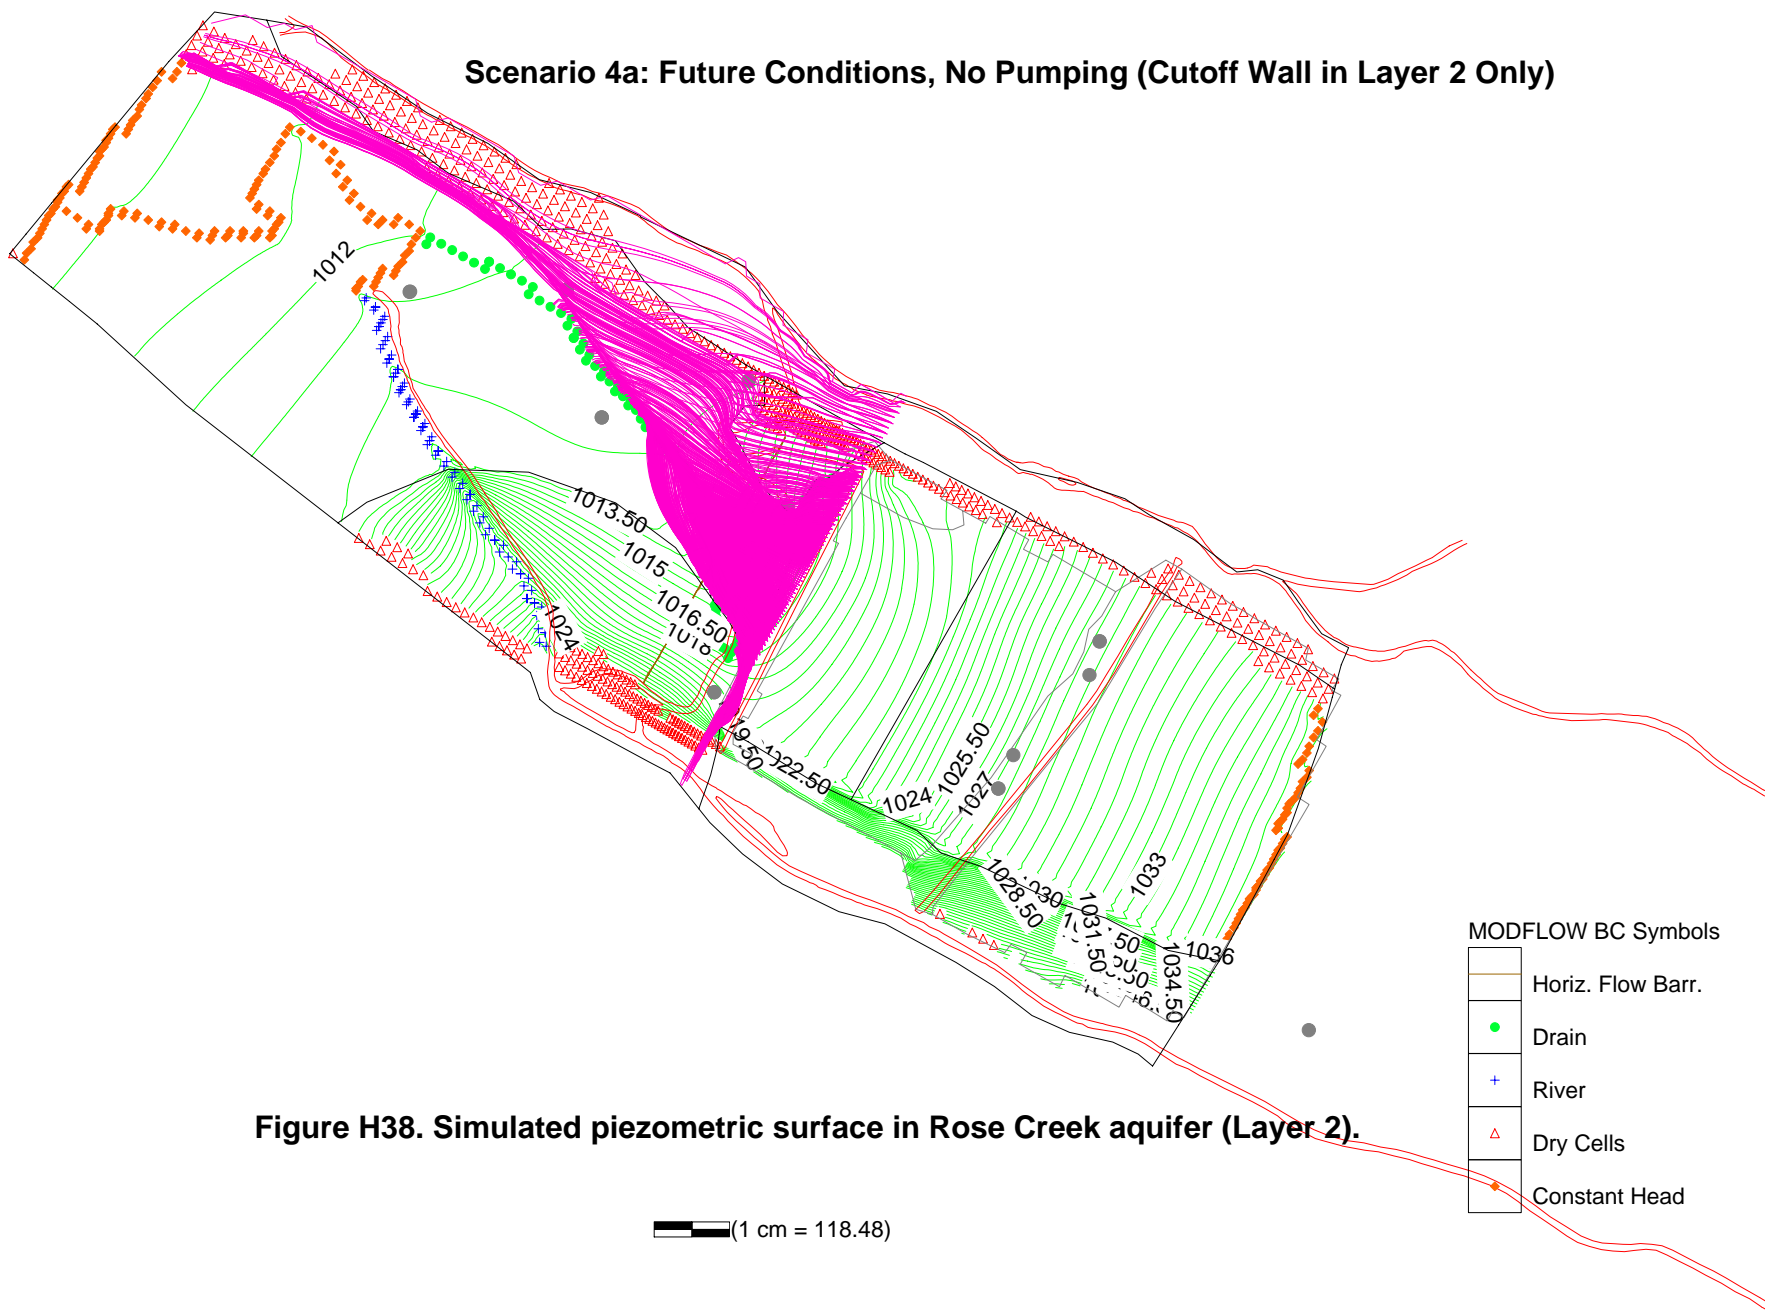 Scenario 4a: Future Conditions, No Pumping (Cutoff Wall in Layer 2 Only)
1012
1013.50
1015
1016.50
1018
1024
1022.50
1024
1025.50
1027
1028.50
1030
1031.50
1033
1034.50
1036
MODFLOW BC Symbols
Horiz. Flow Barr.
Drain
River
Dry Cells
Constant Head
Figure H38. Simulated piezometric surface in Rose Creek aquifer (Layer 2).
(1 cm = 118.48)